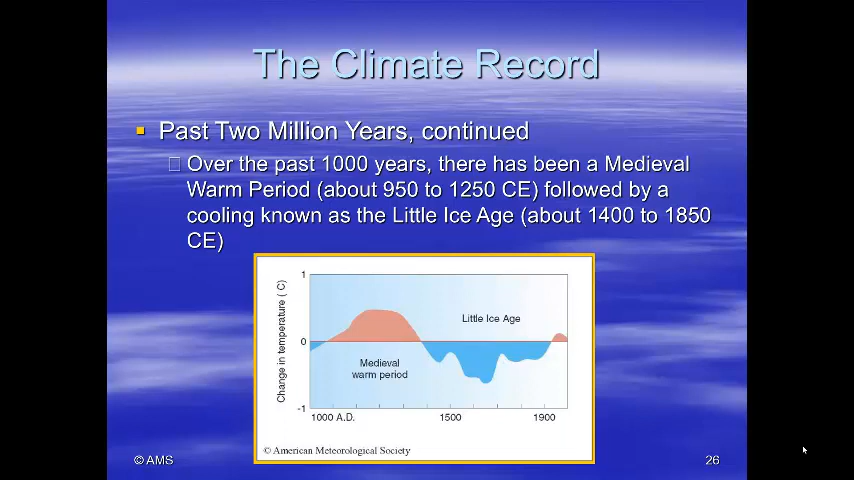 The Climate Record
Past Two Million Years, continued
Over the past 1000 years, there has been a Medieval
Warm Period (about 950 to 1250 CE) followed by a
cooling known as the Little Ice Age (about 1400 to 1850
CE)
Change in temperature ( C)
1
0
-1
Little Ice Age
Medieval
warm period
1000 A.D.
1500
1900
© American Meteorological Society
© AMS
26